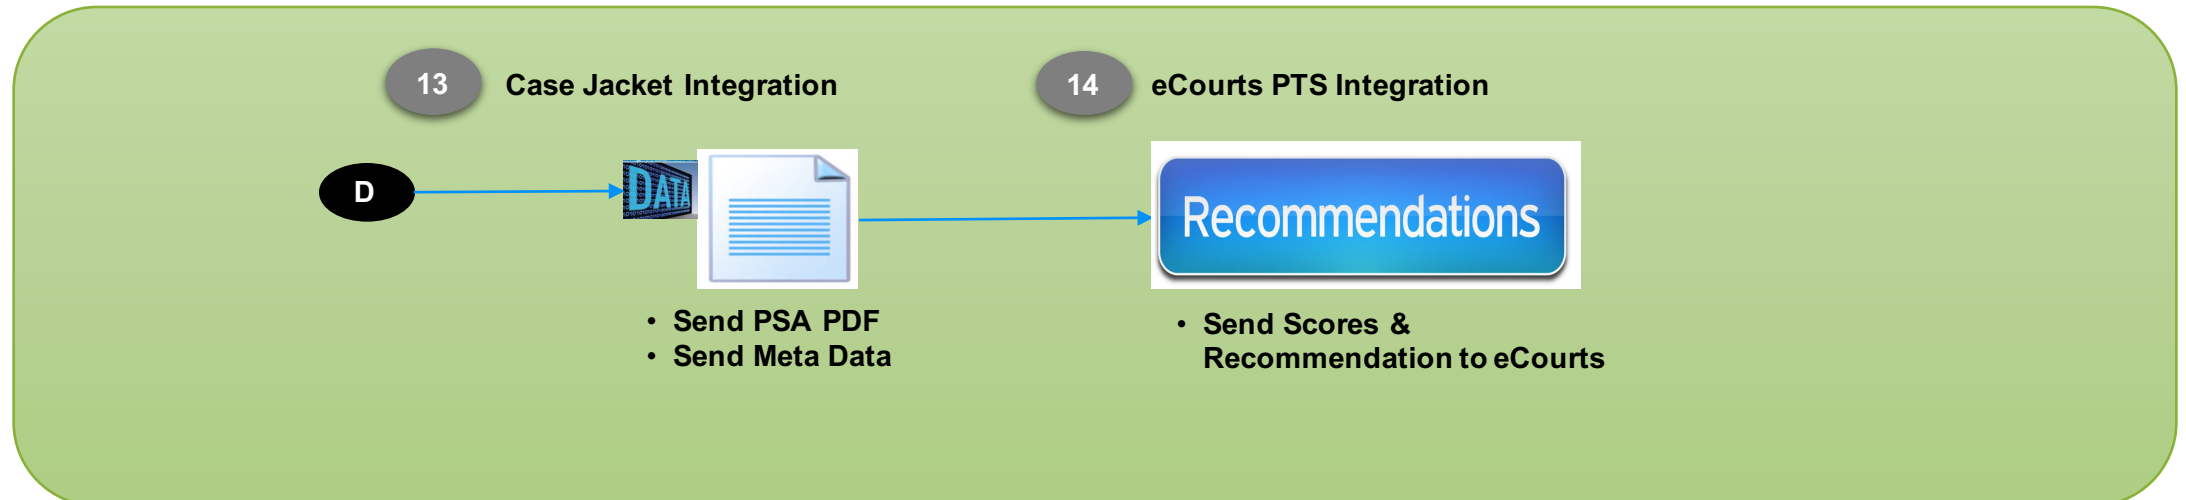 13 Case Jacket Integration
14 eCourts PTS Integration
D
DATA
Recommendations
• Send PSA PDF
• Send Meta Data
• Send Scores &
Recommendation to eCourts